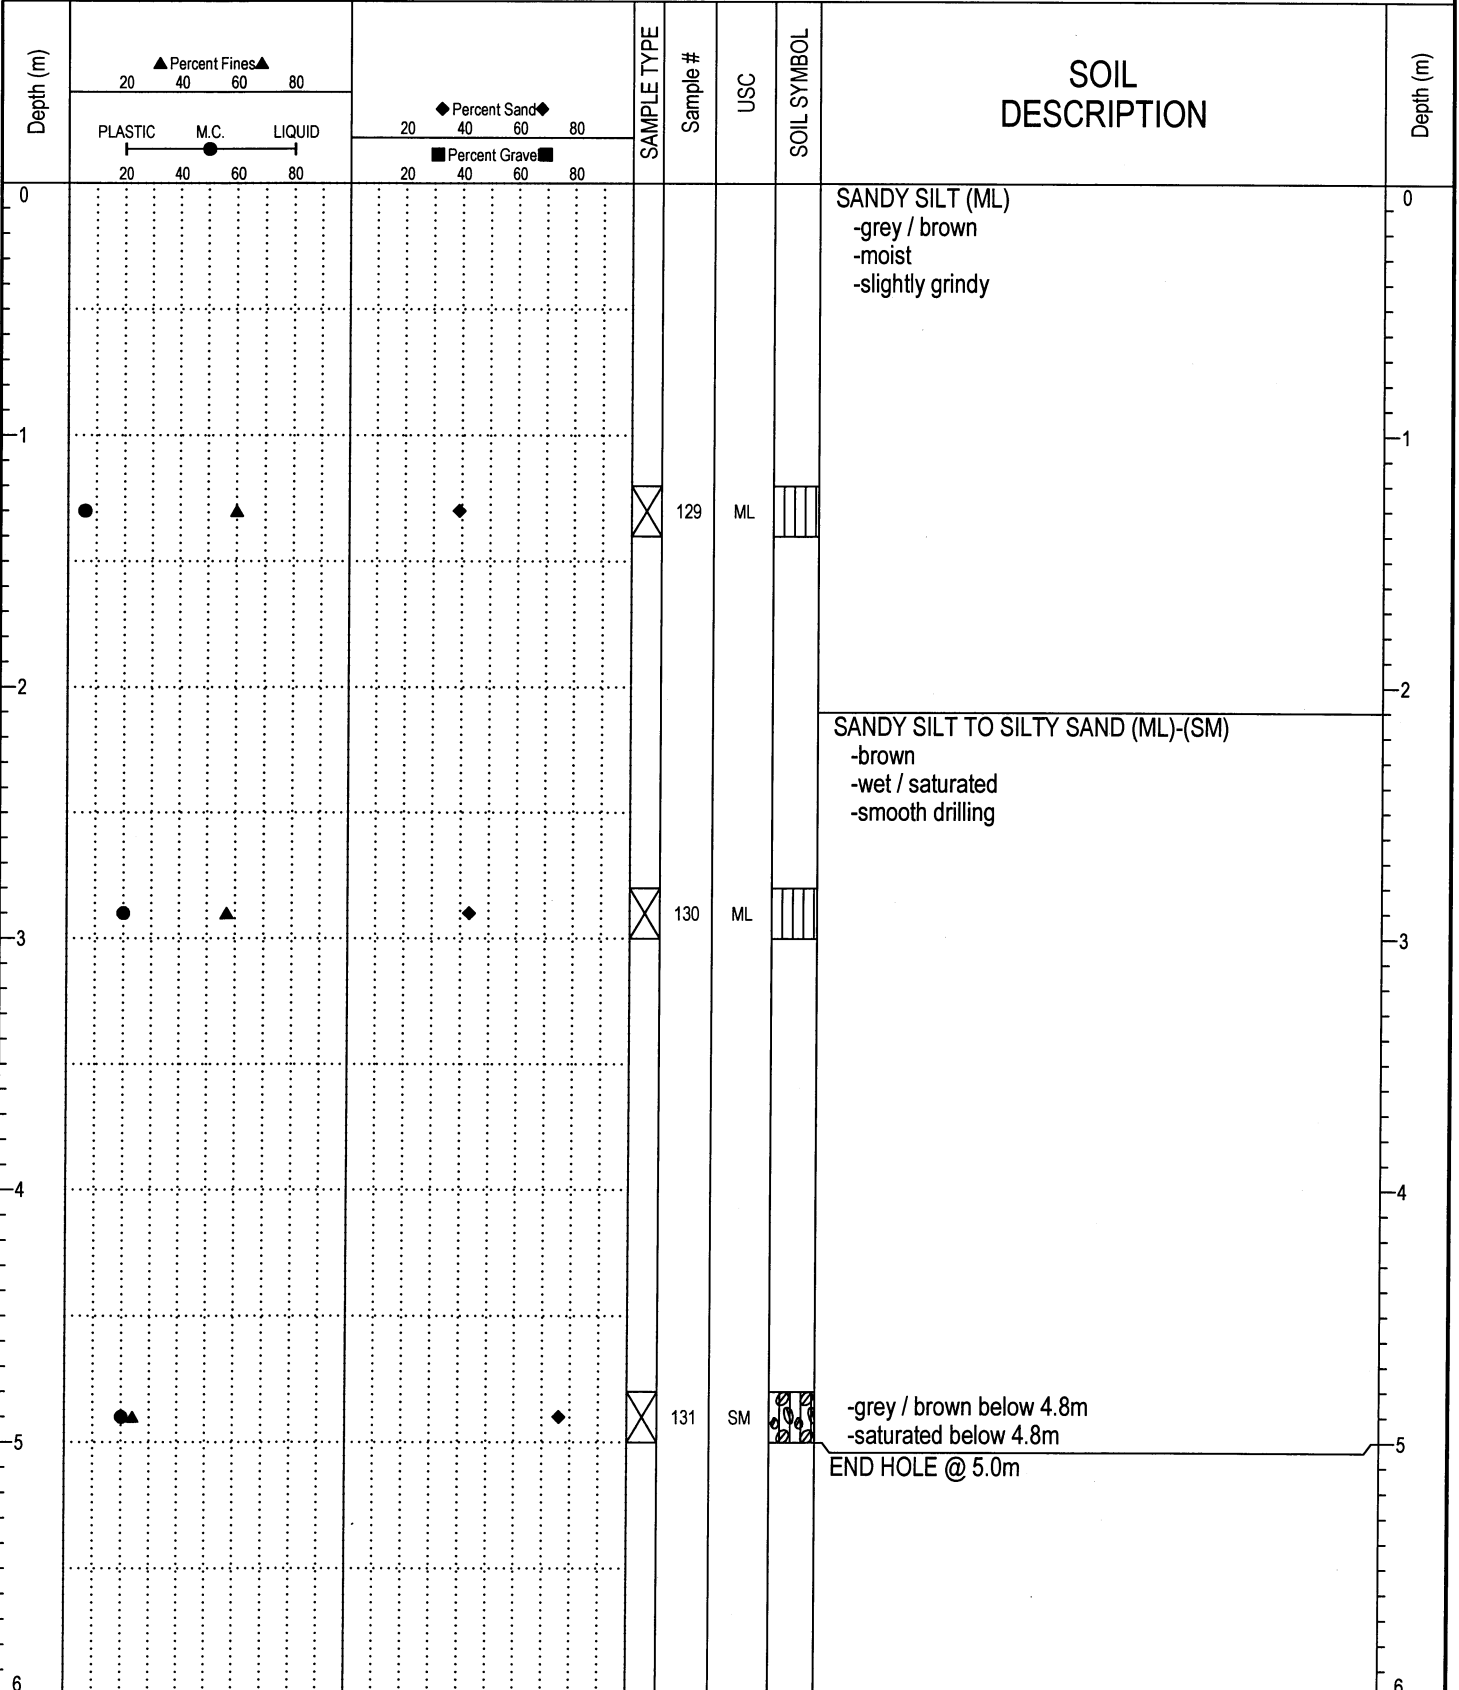 Depth (m)
▲ Percent Fines▲
20 40 60 80
PLASTIC M.C. LIQUID
20 40 60 80
◆ Percent Sand◆
20 40 60 80
■ Percent Gravel■
20 40 60 80
SAMPLE TYPE
Sample #
USC
SOIL SYMBOL
SOIL
DESCRIPTION
Depth (m)
0 SANDY SILT (ML) 0
-grey / brown
-moist
-slightly grindy
1 1
129 ML
2 2
SANDY SILT TO SILTY SAND (ML)-(SM)
-brown
-wet / saturated
-smooth drilling
130 ML
3 3
4 4
-grey / brown below 4.8m
131 SM
-saturated below 4.8m
5 5
END HOLE @ 5.0m
6 6